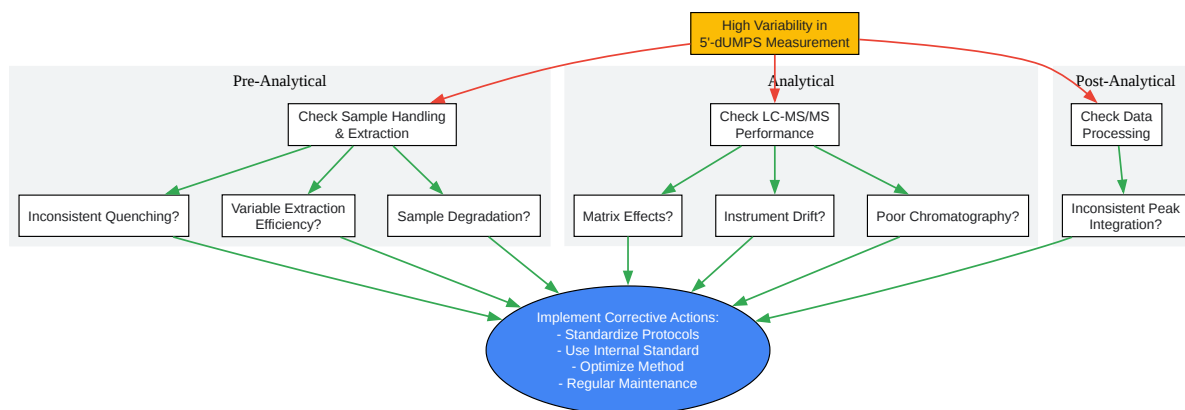 High Variability in
5'-dUMPS Measurement
Pre-Analytical
Analytical
Post-Analytical
Check Sample Handling
& Extraction
Check LC-MS/MS
Performance
Check Data
Processing
Inconsistent Quenching?
Variable Extraction
Efficiency?
Sample Degradation?
Matrix Effects?
Instrument Drift?
Poor Chromatography?
Inconsistent Peak
Integration?
Implement Corrective Actions:
- Standardize Protocols
- Use Internal Standard
- Optimize Method
- Regular Maintenance